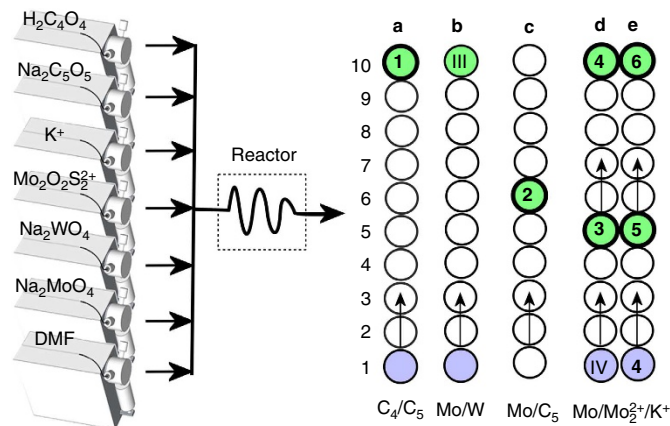 H₂C₄O₄
Na₂C₅O₅
K⁺
Mo₂O₂S₂²⁺
Na₂WO₄
Na₂MoO₄
DMF
Reactor
a b c d e
10 1 III 4 6
9
8
7
6 2
5 3 5
4
3
2
1 IV 4
C₄/C₅ Mo/W Mo/C₅ Mo/Mo₂²⁺/K⁺